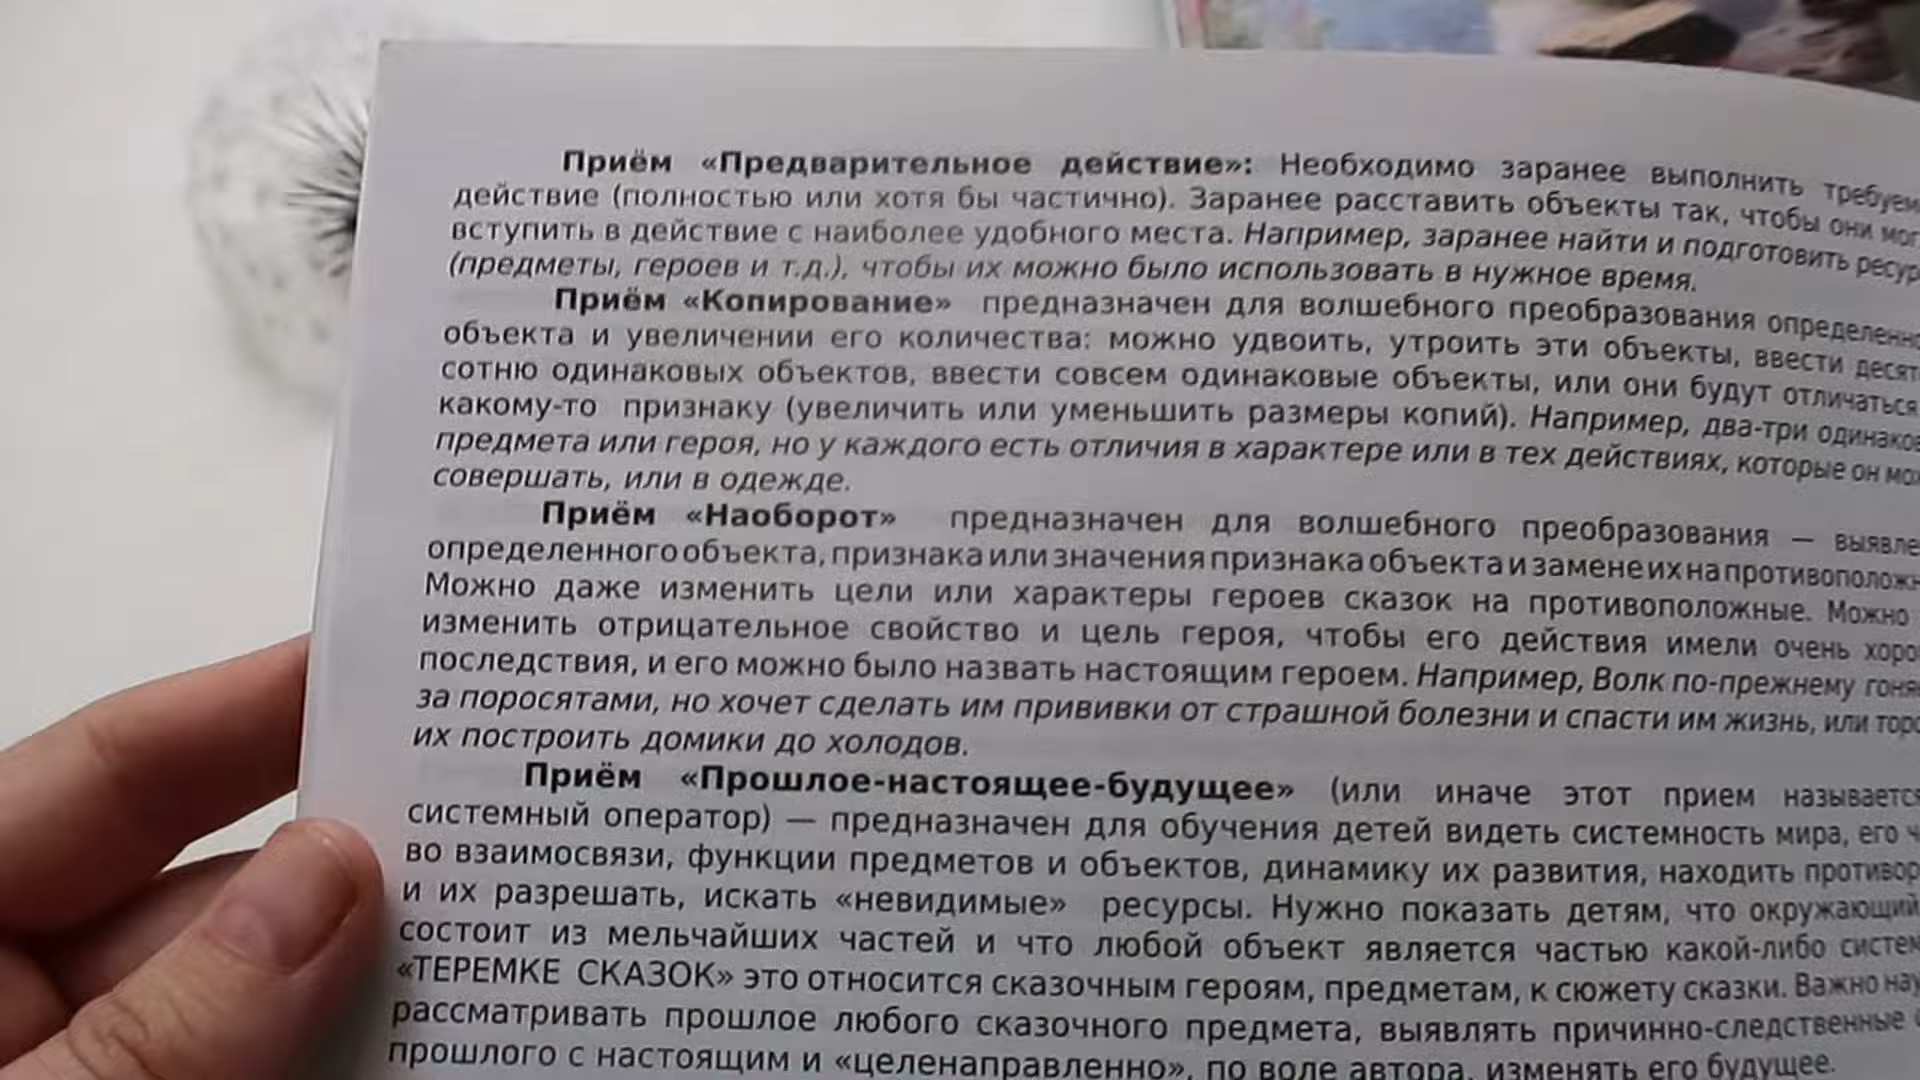 Приём «Предварительное действие»: Необходимо заранее выполнить
действие (полностью или хотя бы частично). Заранее расставить объекты так, чтобы они
вступить в действие с наиболее удобного места. Например, заранее найти и подготовить
(предметы, героев и т.д.), чтобы их можно было использовать в нужное время.
Приём «Копирование» предназначен для волшебного преобразования
объекта и увеличении его количества: можно удвоить, утроить эти объекты, ввести
сотню одинаковых объектов, ввести совсем одинаковые объекты, или они будут отличаться
какому-то признаку (увеличить или уменьшить размеры копий). Например, два-три
предмета или героя, но у каждого есть отличия в характере или в тех действиях, которые он
совершать, или в одежде.
Приём «Наоборот» предназначен для волшебного преобразования —
определенного объекта, признака или значения признака объекта и замене их на
Можно даже изменить цели или характеры героев сказок на противоположные. Можно
изменить отрицательное свойство и цель героя, чтобы его действия имели очень
последствия, и его можно было назвать настоящим героем. Например, Волк по-прежнему
за поросятами, но хочет сделать им прививки от страшной болезни и спасти им жизнь, или
их построить домики до холодов.
Приём «Прошлое-настоящее-будущее» (или иначе этот прием называется
системный оператор) — предназначен для обучения детей видеть системность мира, его
во взаимосвязи, функции предметов и объектов, динамику их развития, находить
и их разрешать, искать «невидимые» ресурсы. Нужно показать детям, что окружающий
состоит из мельчайших частей и что любой объект является частью какой-либо
«ТЕРЕМКЕ СКАЗОК» это относится сказочным героям, предметам, к сюжету сказки. Важно
рассматривать прошлое любого сказочного предмета, выявлять причинно-следственные
прошлого с настоящим и «целенаправленно», по воле автора, изменять его будущее.